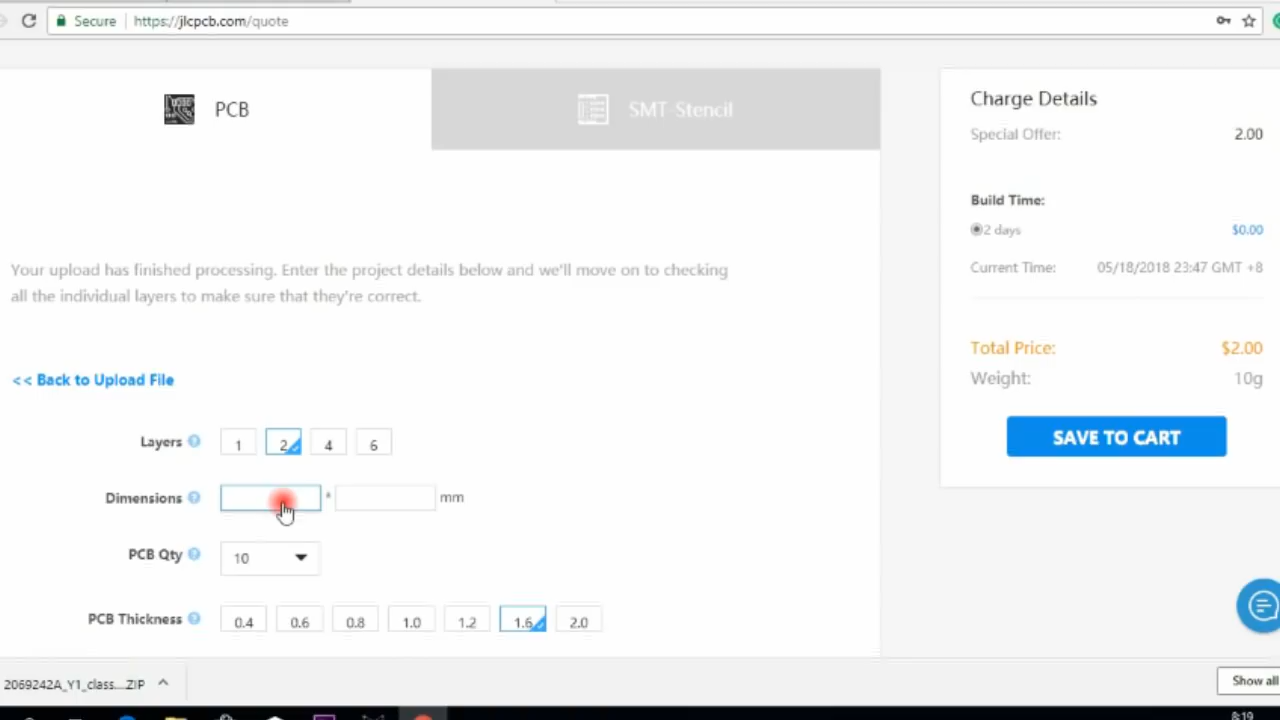 Secure https://jlcpcb.com/quote
PCB
SMT-Stencil
Your upload has finished processing. Enter the project details below and we'll move on to checking
all the individual layers to make sure that they're correct.
<< Back to Upload File
Layers ? 1 2 4 6
Dimensions ? * mm
PCB Qty ? 10
PCB Thickness ? 0.4 0.6 0.8 1.0 1.2 1.6 2.0
Charge Details
Special Offer: 2.00
Build Time:
2 days $0.00
Current Time: 05/18/2018 23:47 GMT +8
Total Price: $2.00
Weight: 10g
SAVE TO CART
2069242A_Y1_class....ZIP
Show all
8:19